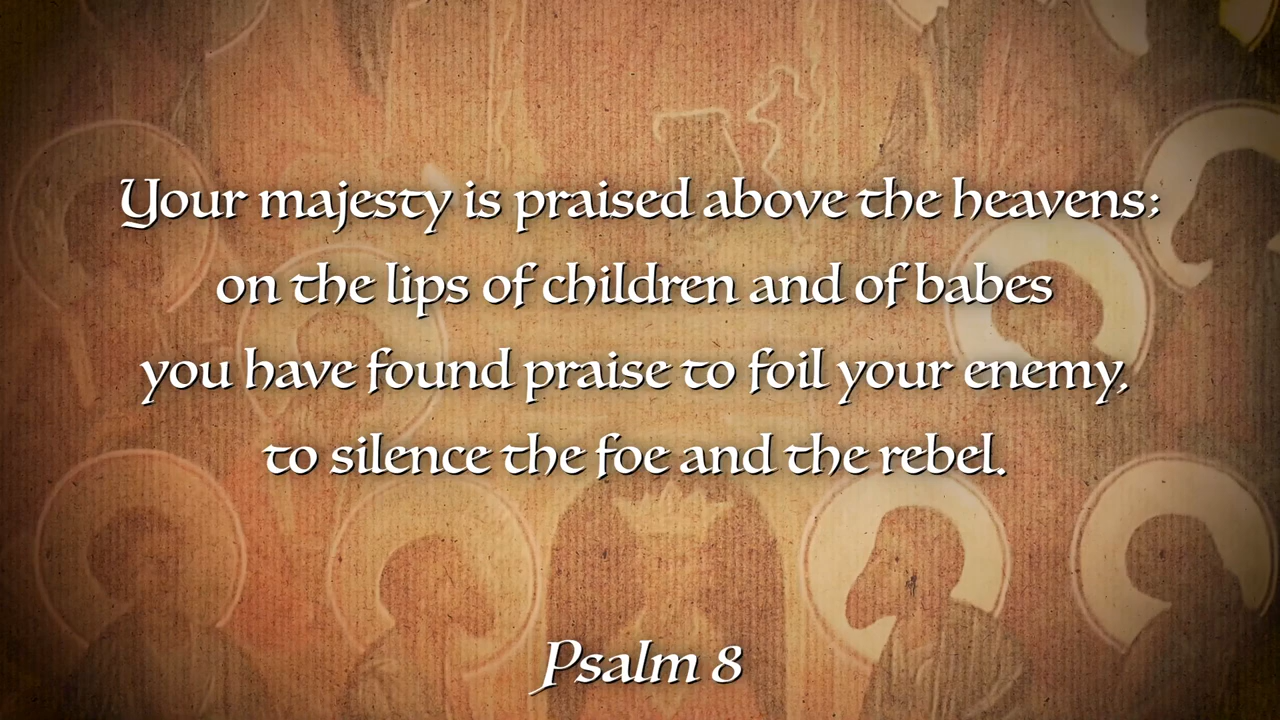 Your majesty is praised above the heavens:
on the lips of children and of babes
you have found praise to foil your enemy,
to silence the foe and the rebel.
Psalm 8